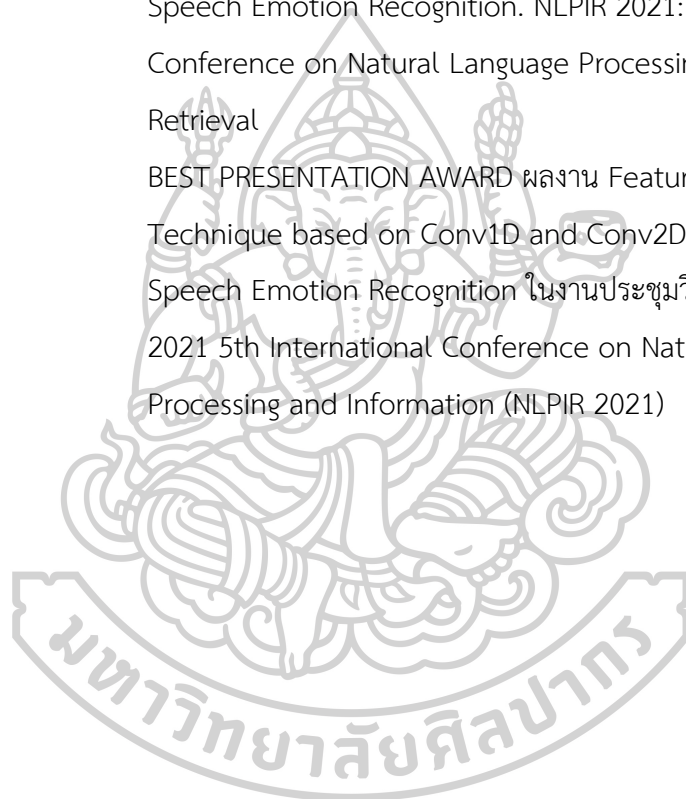 Speech Emotion Recognition. NLPIR 2021:
Conference on Natural Language Processin
Retrieval
BEST PRESENTATION AWARD ผลงาน Featur
Technique based on Conv1D and Conv2D
Speech Emotion Recognition ในงานประชุมวิ
2021 5th International Conference on Nat
Processing and Information (NLPIR 2021)
มหาวิทยาลัยศิลปากร